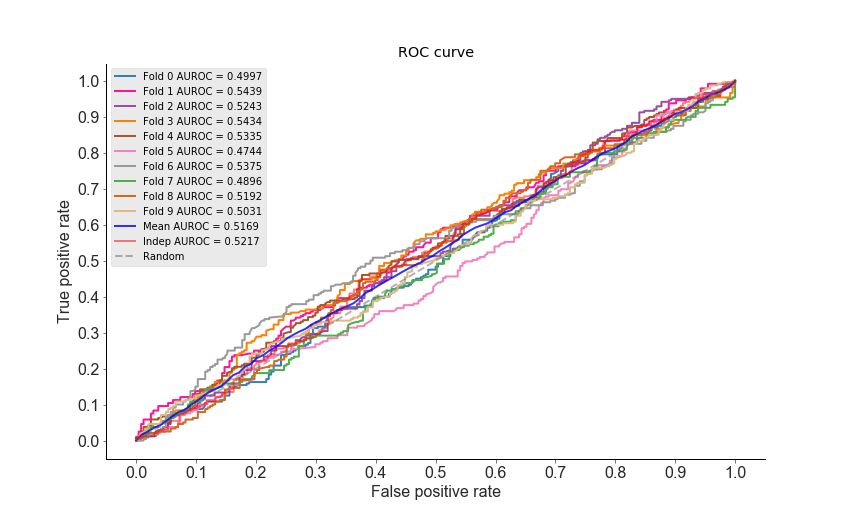 ROC curve
Fold 0 AUROC = 0.4997
Fold 1 AUROC = 0.5439
Fold 2 AUROC = 0.5243
Fold 3 AUROC = 0.5434
Fold 4 AUROC = 0.5335
Fold 5 AUROC = 0.4744
Fold 6 AUROC = 0.5375
Fold 7 AUROC = 0.4896
Fold 8 AUROC = 0.5192
Fold 9 AUROC = 0.5031
Mean AUROC = 0.5169
Indep AUROC = 0.5217
Random
True positive rate
1.0
0.9
0.8
0.7
0.6
0.5
0.4
0.3
0.2
0.1
0.0
0.0 0.1 0.2 0.3 0.4 0.5 0.6 0.7 0.8 0.9 1.0
False positive rate